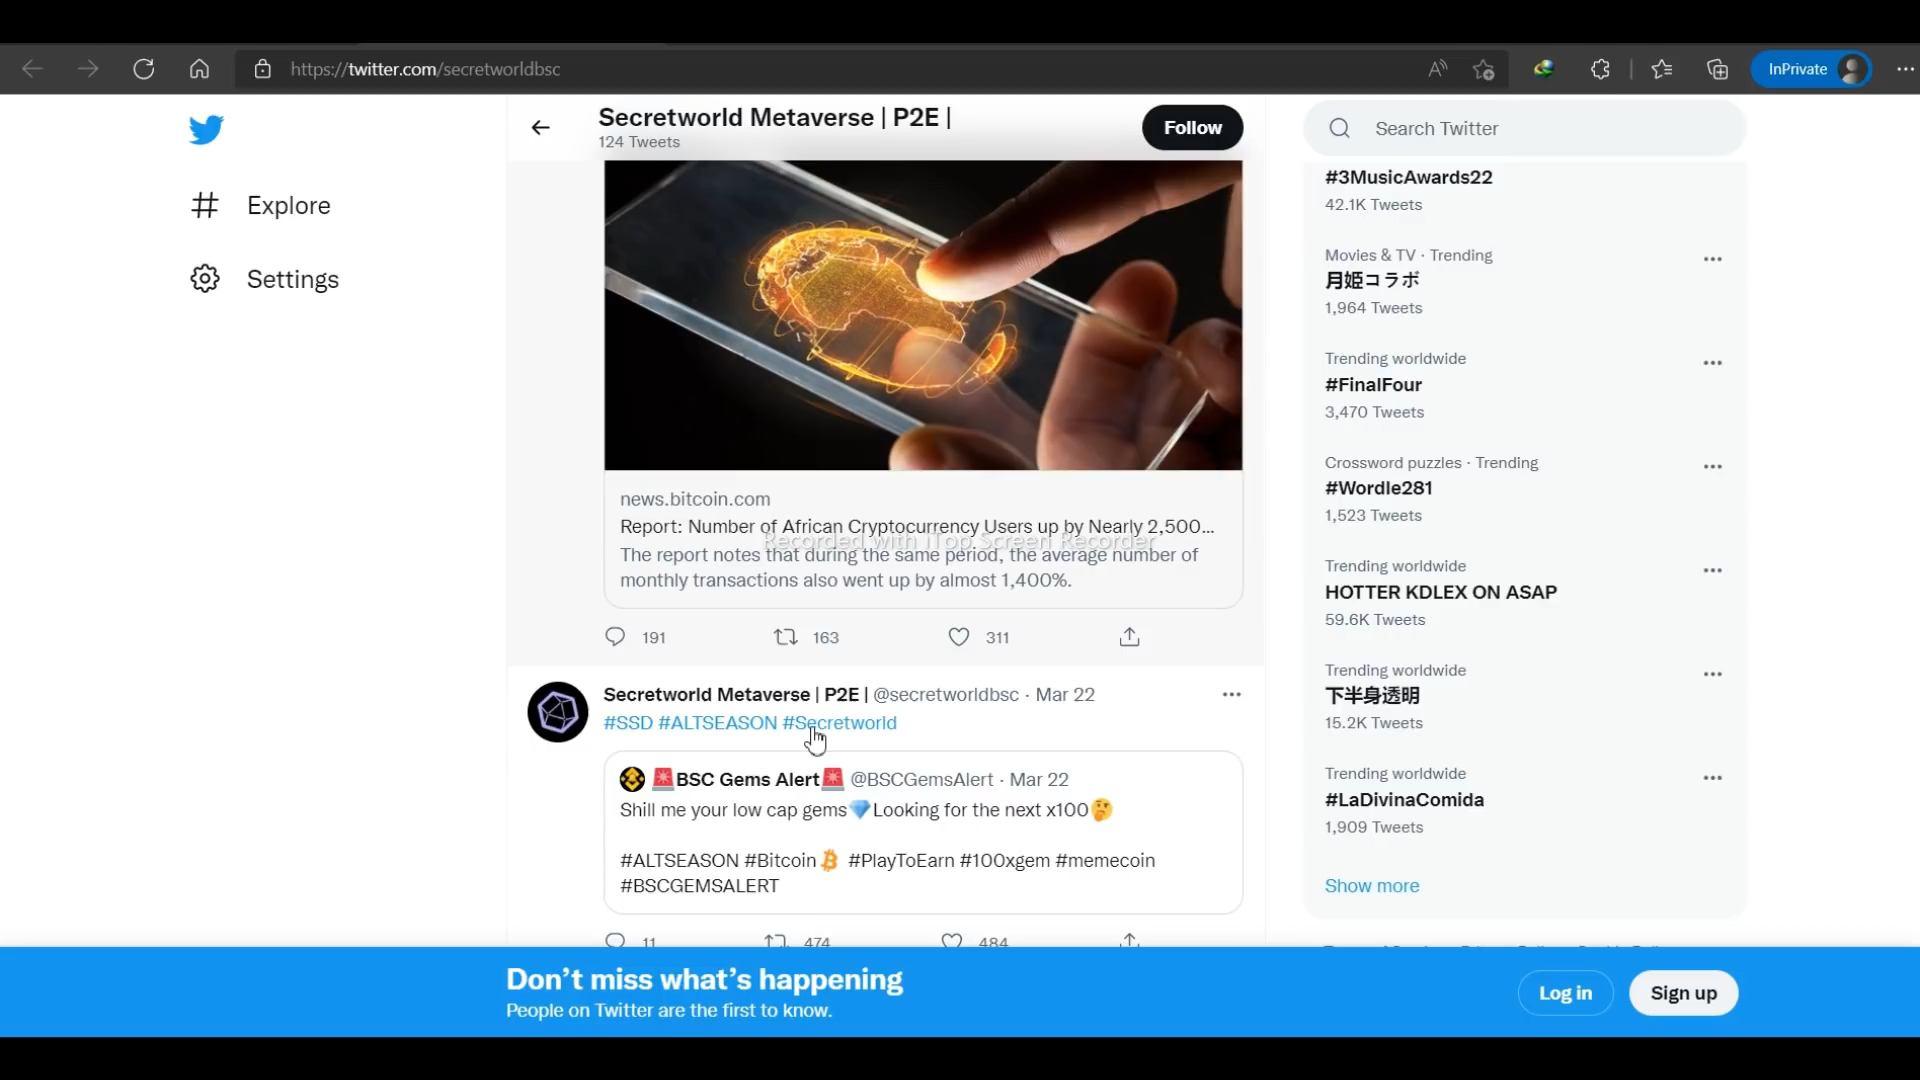 https://twitter.com/secretworldbsc
InPrivate
Explore
Settings
Secretworld Metaverse | P2E |
124 Tweets
Follow
news.bitcoin.com
Report: Number of African Cryptocurrency Users up by Nearly 2,500...
Recorded with iTop Screen Recorder
The report notes that during the same period, the average number of
monthly transactions also went up by almost 1,400%.
191 163 311
Secretworld Metaverse | P2E | @secretworldbsc · Mar 22
#SSD #ALTSEASON #Secretworld
🚨BSC Gems Alert🚨 @BSCGemsAlert · Mar 22
Shill me your low cap gems💎Looking for the next x100🤔
#ALTSEASON #Bitcoin #PlayToEarn #100xgem #memecoin
#BSCGEMSALERT
11 474 484
Search Twitter
#3MusicAwards22
42.1K Tweets
Movies & TV · Trending
月姫コラボ
1,964 Tweets
Trending worldwide
#FinalFour
3,470 Tweets
Crossword puzzles · Trending
#Wordle281
1,523 Tweets
Trending worldwide
HOTTER KDLEX ON ASAP
59.6K Tweets
Trending worldwide
下半身透明
15.2K Tweets
Trending worldwide
#LaDivinaComida
1,909 Tweets
Show more
Don't miss what's happening
People on Twitter are the first to know.
Log in
Sign up